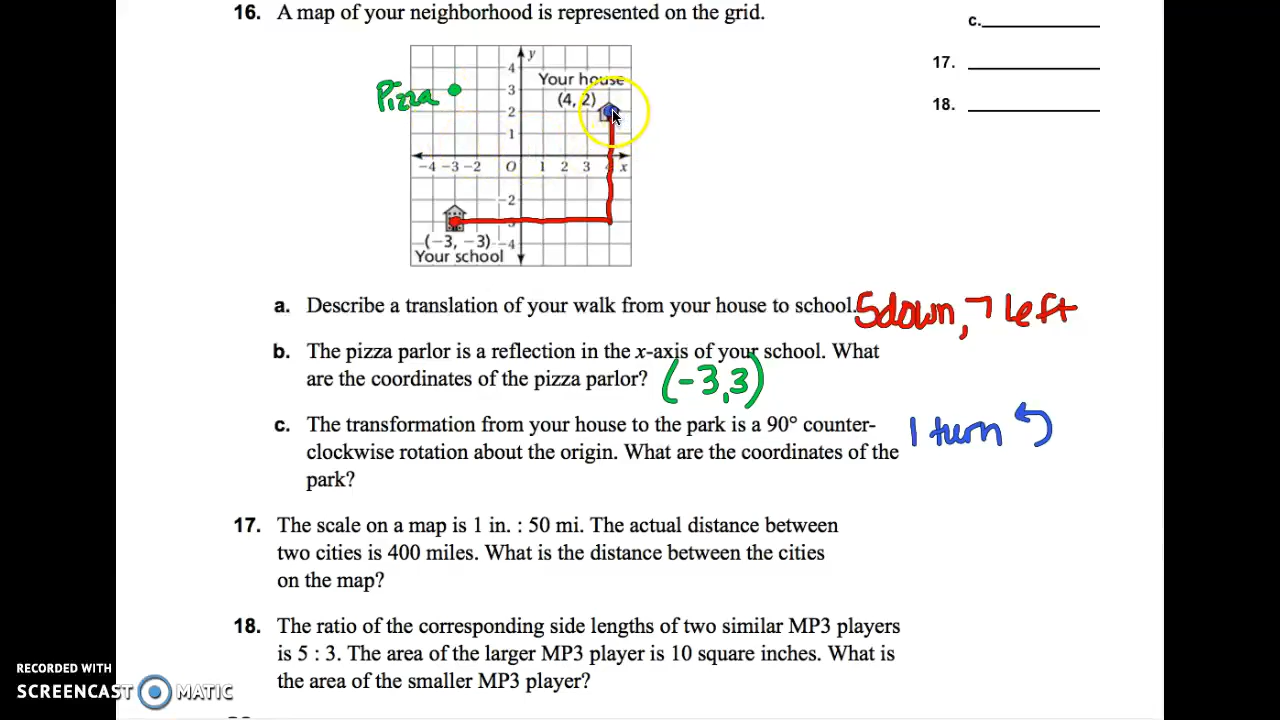 16. A map of your neighborhood is represented on the grid.
c.
17.
18.
y
4
3
2
1
Your house
(4, 2)
Pizza
−4 −3 −2 O 1 2 3 4 x
−2
−3
−4
(−3, −3)
Your school
a. Describe a translation of your walk from your house to school. 5 down, 7 left
b. The pizza parlor is a reflection in the x-axis of your school. What
are the coordinates of the pizza parlor? (-3,3)
c. The transformation from your house to the park is a 90° counter-
clockwise rotation about the origin. What are the coordinates of the
park?
1 turn
17. The scale on a map is 1 in. : 50 mi. The actual distance between
two cities is 400 miles. What is the distance between the cities
on the map?
18. The ratio of the corresponding side lengths of two similar MP3 players
is 5 : 3. The area of the larger MP3 player is 10 square inches. What is
the area of the smaller MP3 player?
RECORDED WITH
SCREENCAST MATIC